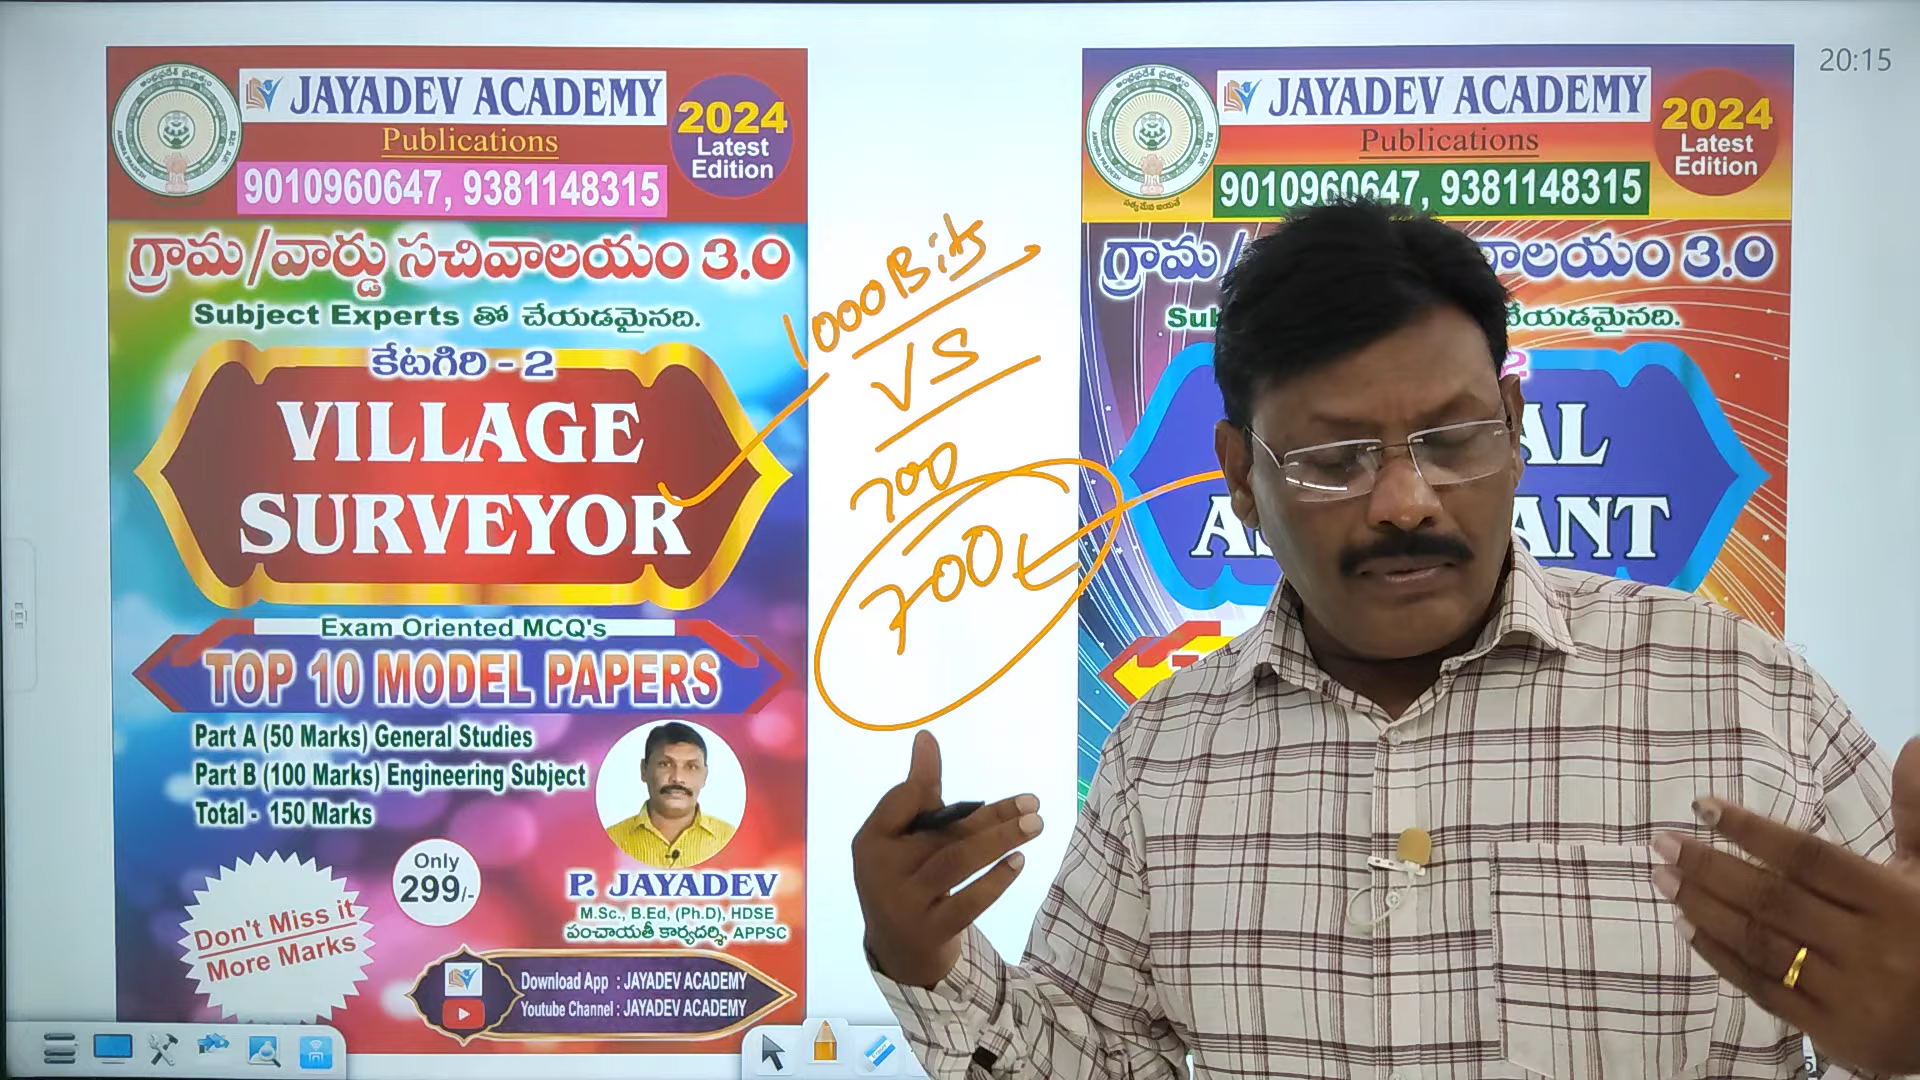 20:15
JAYADEV ACADEMY
Publications
9010960647, 9381148315
2024
Latest
Edition
గ్రామ/వార్డు సచివాలయం 3.0
Subject Experts తో చేయడమైనది.
కేటగిరి - 2
VILLAGE
SURVEYOR
Exam Oriented MCQ's
TOP 10 MODEL PAPERS
Part A (50 Marks) General Studies
Part B (100 Marks) Engineering Subject
Total - 150 Marks
Only
299/-
Don't Miss it
More Marks
P. JAYADEV
M.Sc., B.Ed, (Ph.D), HDSE
పంచాయతీ కార్యదర్శి, APPSC
Download App : JAYADEV ACADEMY
Youtube Channel : JAYADEV ACADEMY
1000 Bits
VS
700
700
JAYADEV ACADEMY
Publications
9010960647, 9381148315
2024
Latest
Edition
3.0
2